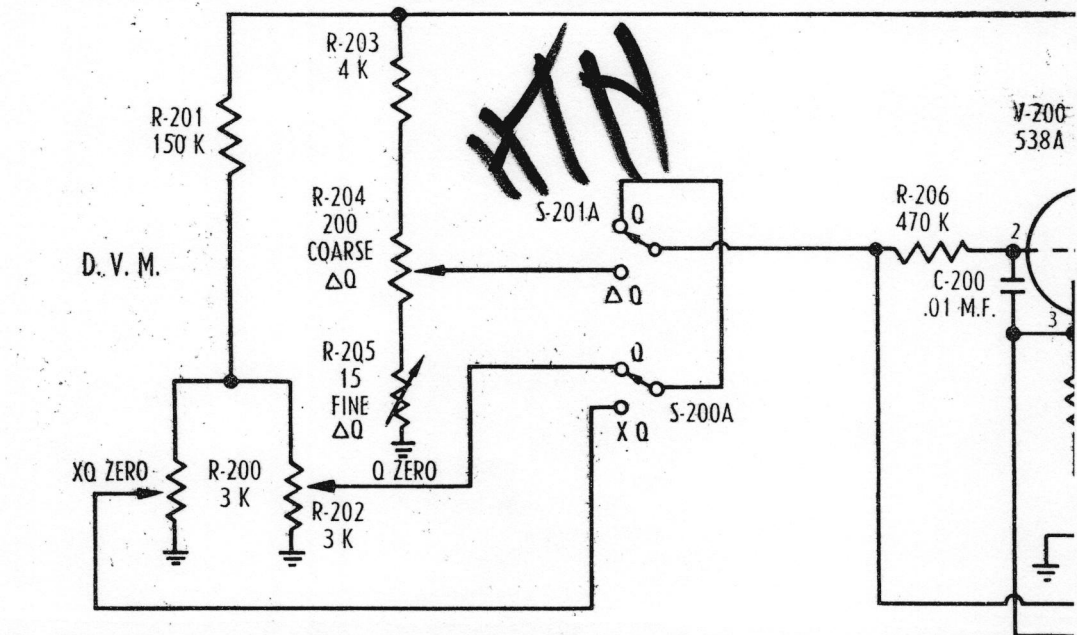 R-203
4 K
R-201
150 K
V-200
538A
R-204
200
COARSE
ΔQ
S-201A
Q
R-206
470 K
2
D. V. M.
ΔQ
C-200
.01 M.F.
3
R-205
15
FINE
ΔQ
Q
S-200A
X Q
XQ ZERO
R-200
3 K
Q ZERO
R-202
3 K